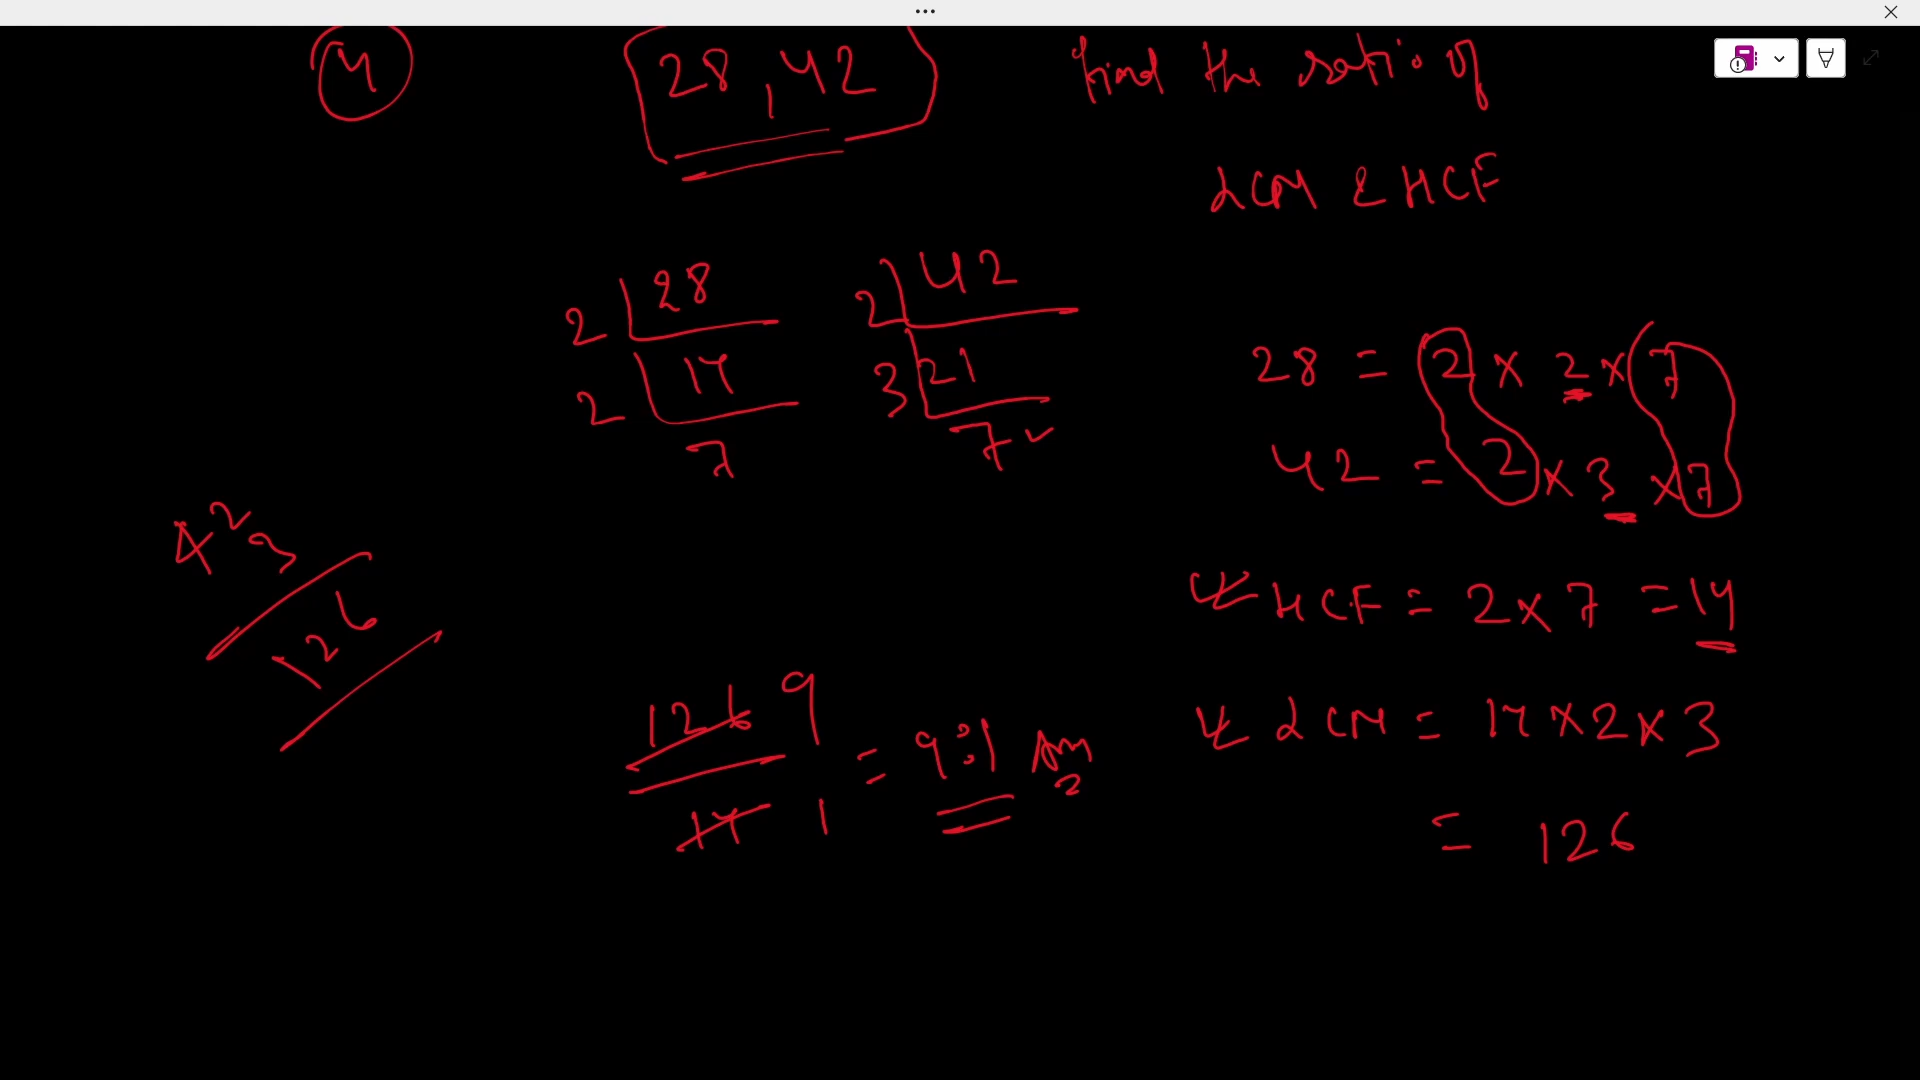 4
28, 42 find the ratio of
LCM & HCF
2 28 2 42
2 14 3 21
7 7
28 = 2 × 2 × 7
42 = 2 × 3 × 7
42
3
126
HCF = 2 × 7 = 14
LCM = 14 × 2 × 3
= 126
126 9
14 1
= 9:1 Ans